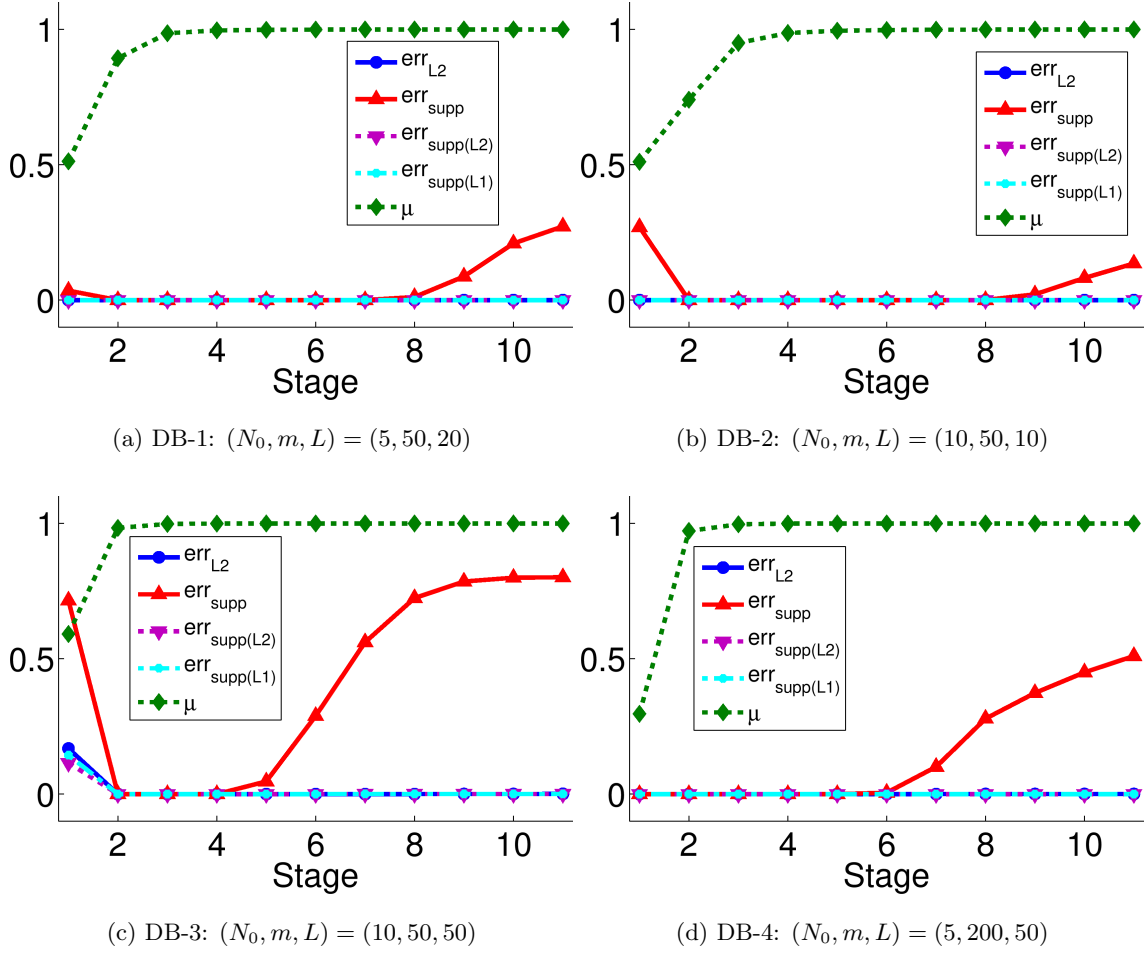 1
0.5
0
err_L2
err_supp
err_supp(L2)
err_supp(L1)
μ
2 4 6 8 10
Stage
(a) DB-1: (N_0, m, L) = (5, 50, 20)
1
0.5
0
err_L2
err_supp
err_supp(L2)
err_supp(L1)
μ
2 4 6 8 10
Stage
(b) DB-2: (N_0, m, L) = (10, 50, 10)
1
0.5
0
err_L2
err_supp
err_supp(L2)
err_supp(L1)
μ
2 4 6 8 10
Stage
(c) DB-3: (N_0, m, L) = (10, 50, 50)
1
0.5
0
err_L2
err_supp
err_supp(L2)
err_supp(L1)
μ
2 4 6 8 10
Stage
(d) DB-4: (N_0, m, L) = (5, 200, 50)